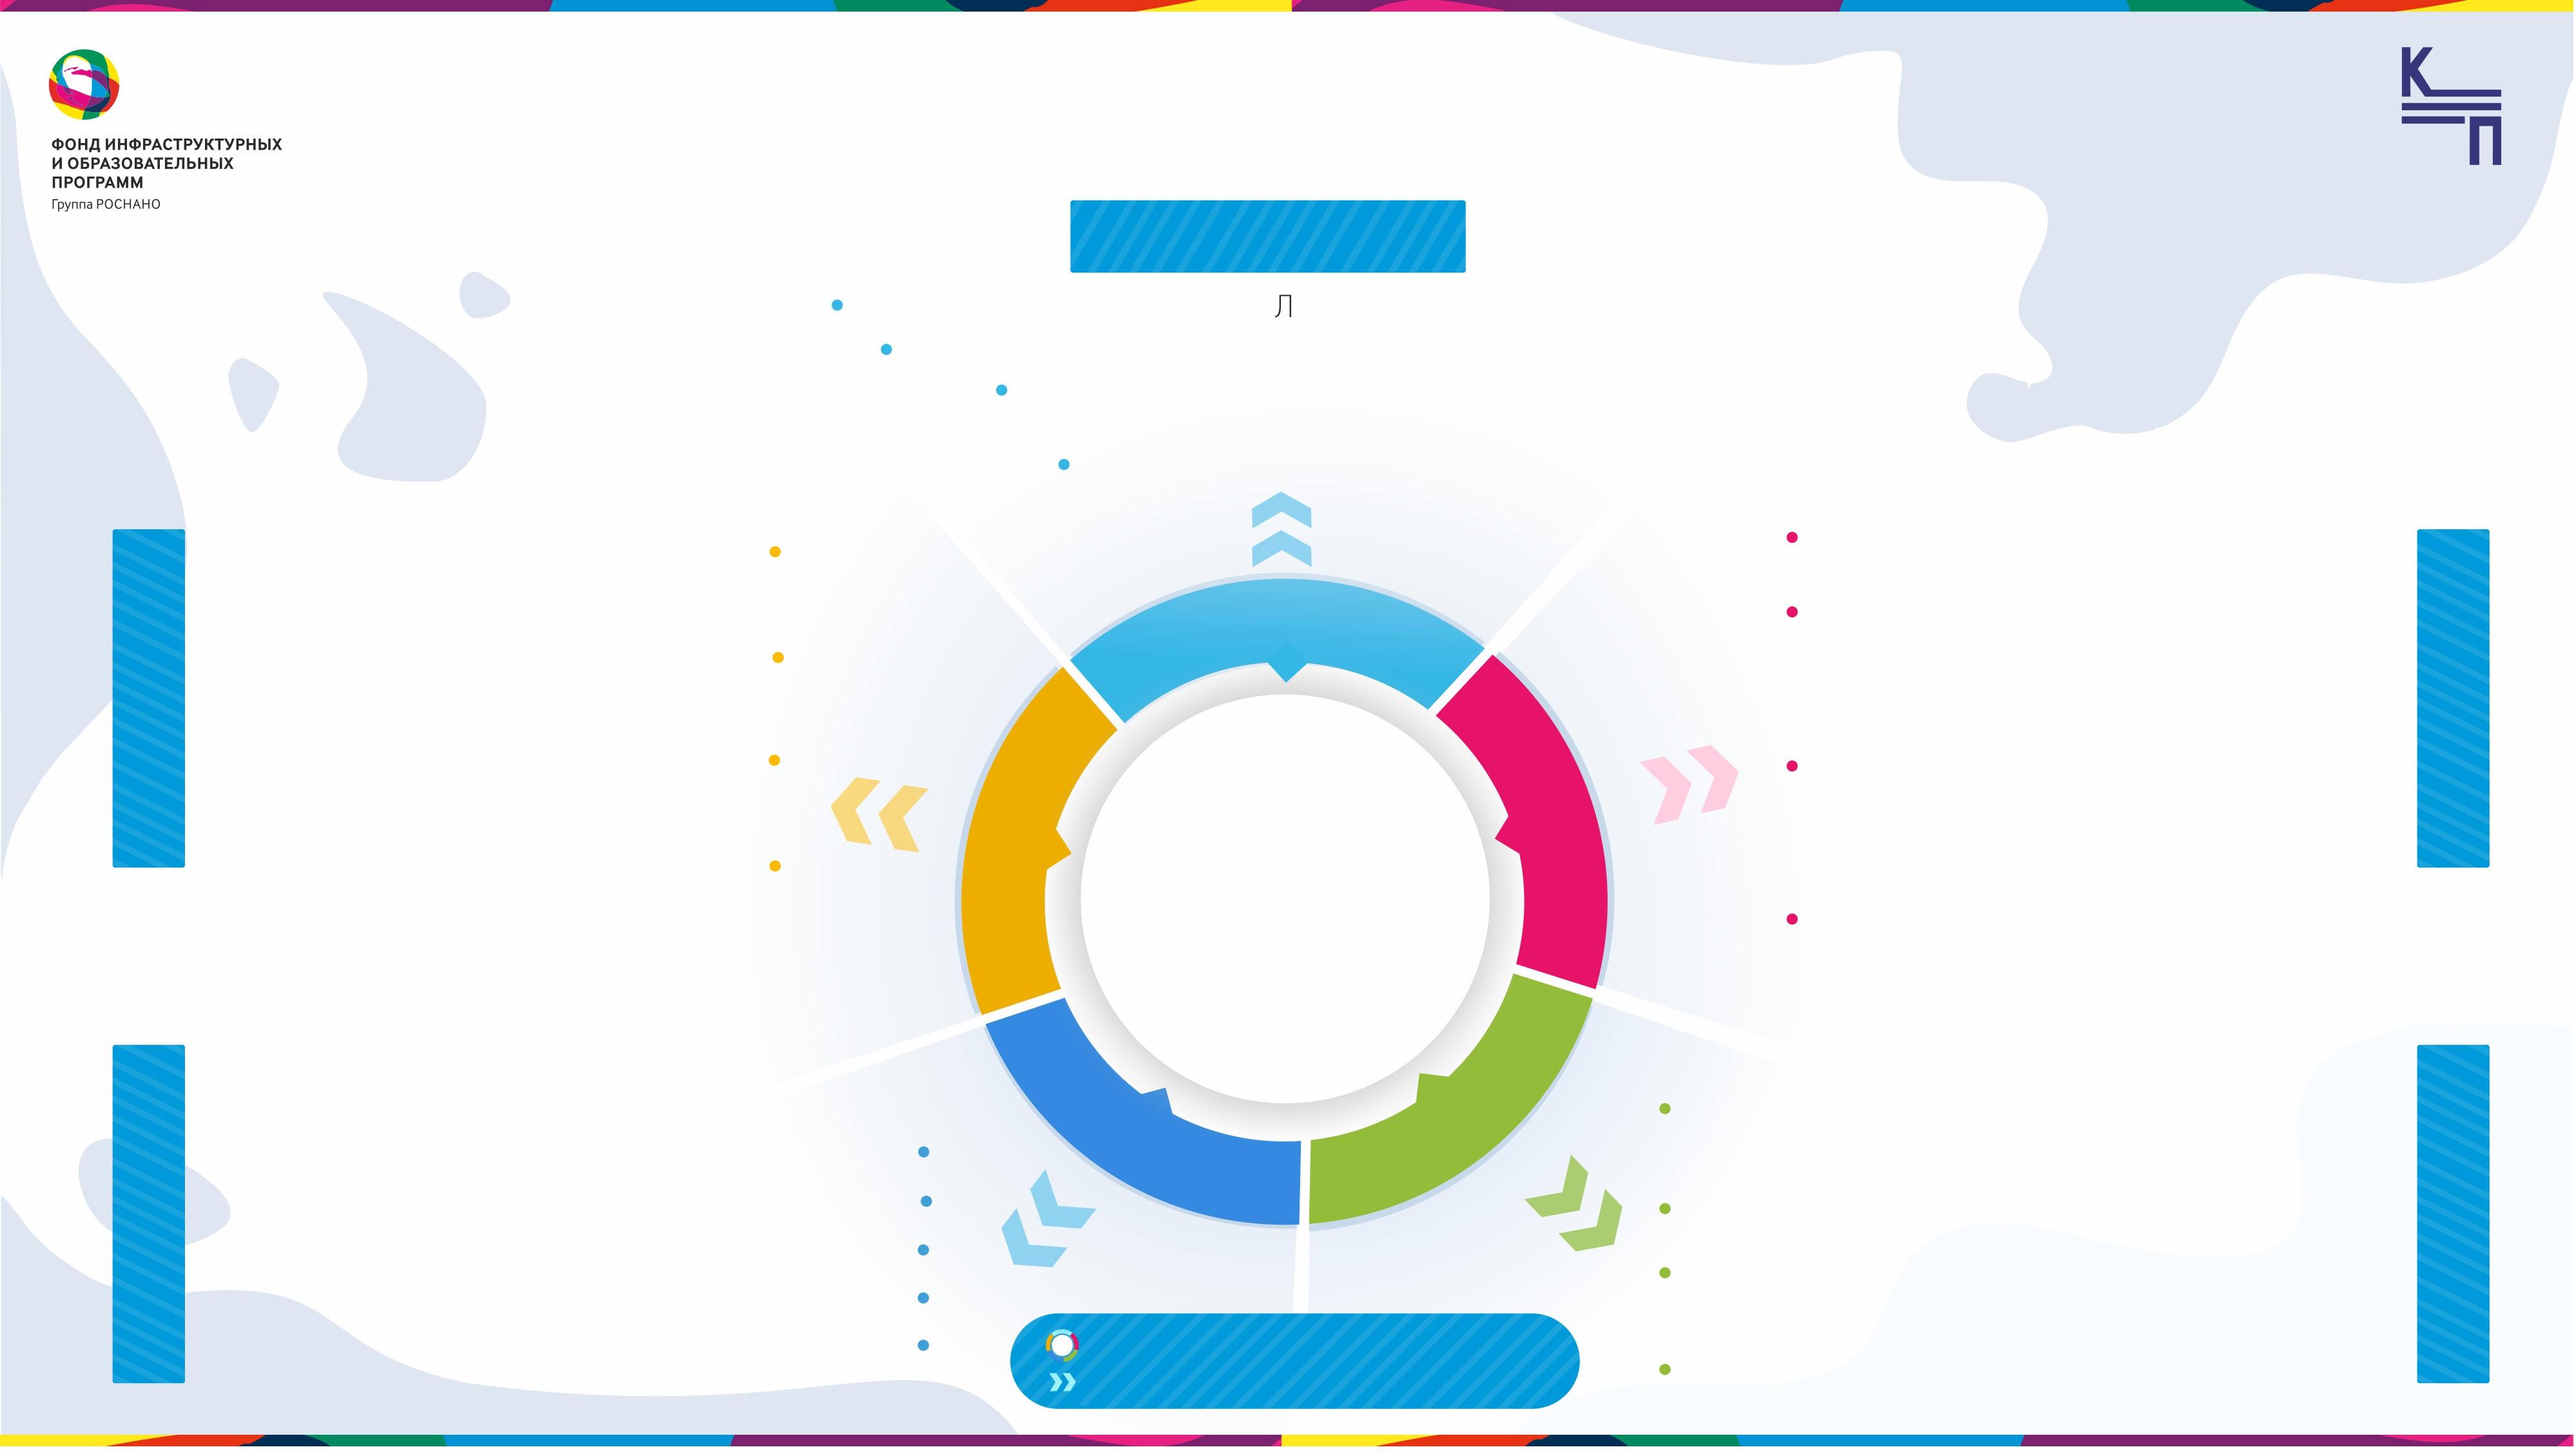 ФОНД ИНФРАСТРУКТУРНЫХ
И ОБРАЗОВАТЕЛЬНЫХ
ПРОГРАММ
Группа РОСНАНО
К
П
Л